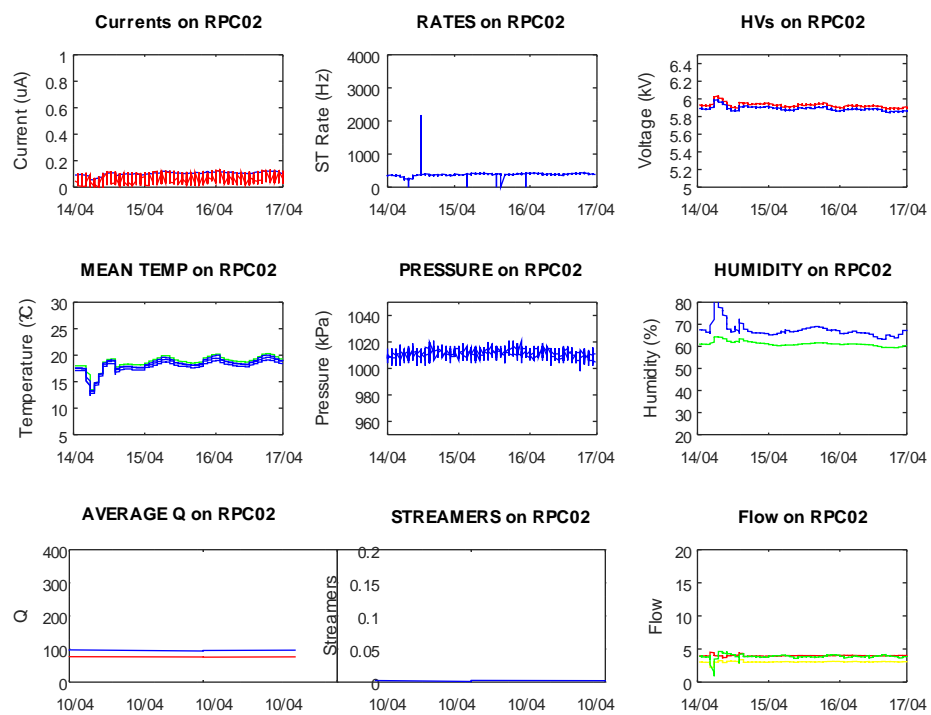 Currents on RPC02
RATES on RPC02
HVs on RPC02
Current (uA)
1
0.8
0.6
0.4
0.2
0
14/04 15/04 16/04 17/04
ST Rate (Hz)
4000
3000
2000
1000
0
14/04 15/04 16/04 17/04
Voltage (kV)
6.4
6.2
6
5.8
5.6
5.4
5.2
5
14/04 15/04 16/04 17/04
MEAN TEMP on RPC02
PRESSURE on RPC02
HUMIDITY on RPC02
Temperature (?C)
30
25
20
15
10
5
14/04 15/04 16/04 17/04
Pressure (kPa)
1040
1020
1000
980
960
14/04 15/04 16/04 17/04
Humidity (%)
80
70
60
50
40
30
20
14/04 15/04 16/04 17/04
AVERAGE Q on RPC02
STREAMERS on RPC02
Flow on RPC02
Q
400
300
200
100
0
10/04 10/04 10/04
Streamers
0.2
0.15
0.1
0.05
0
10/04 10/04 10/04
Flow
20
15
10
5
0
14/04 15/04 16/04 17/04